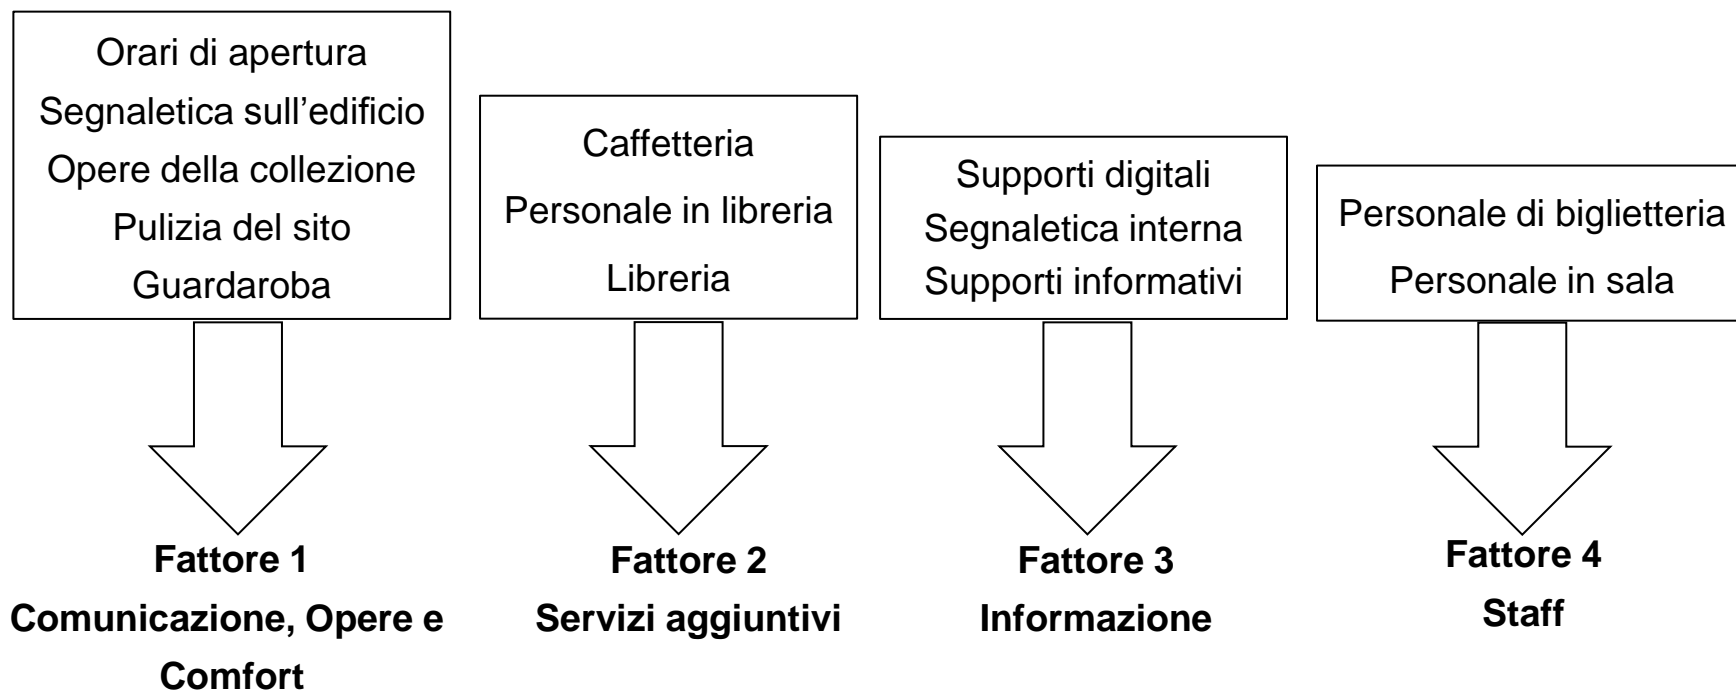 Orari di apertura
Segnaletica sull’edificio
Opere della collezione
Pulizia del sito
Guardaroba
Caffetteria
Personale in libreria
Libreria
Supporti digitali
Segnaletica interna
Supporti informativi
Personale di biglietteria
Personale in sala
Fattore 1
Comunicazione, Opere e
Comfort
Fattore 2
Servizi aggiuntivi
Fattore 3
Informazione
Fattore 4
Staff